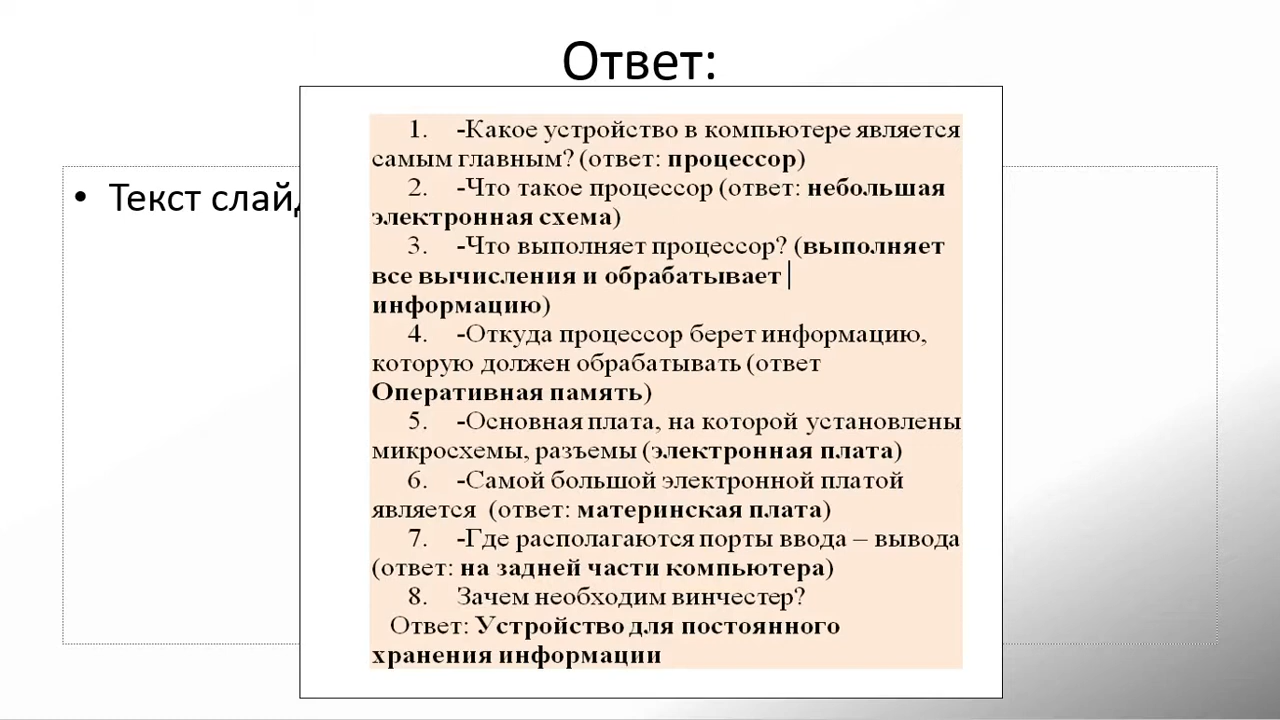 Ответ:
• Текст слайд
1. -Какое устройство в компьютере является
самым главным? (ответ: процессор)
2. -Что такое процессор (ответ: небольшая
электронная схема)
3. -Что выполняет процессор? (выполняет
все вычисления и обрабатывает
информацию)
4. -Откуда процессор берет информацию,
которую должен обрабатывать (ответ
Оперативная память)
5. -Основная плата, на которой установлены
микросхемы, разъемы (электронная плата)
6. -Самой большой электронной платой
является (ответ: материнская плата)
7. -Где располагаются порты ввода – вывода
(ответ: на задней части компьютера)
8. Зачем необходим винчестер?
Ответ: Устройство для постоянного
хранения информации